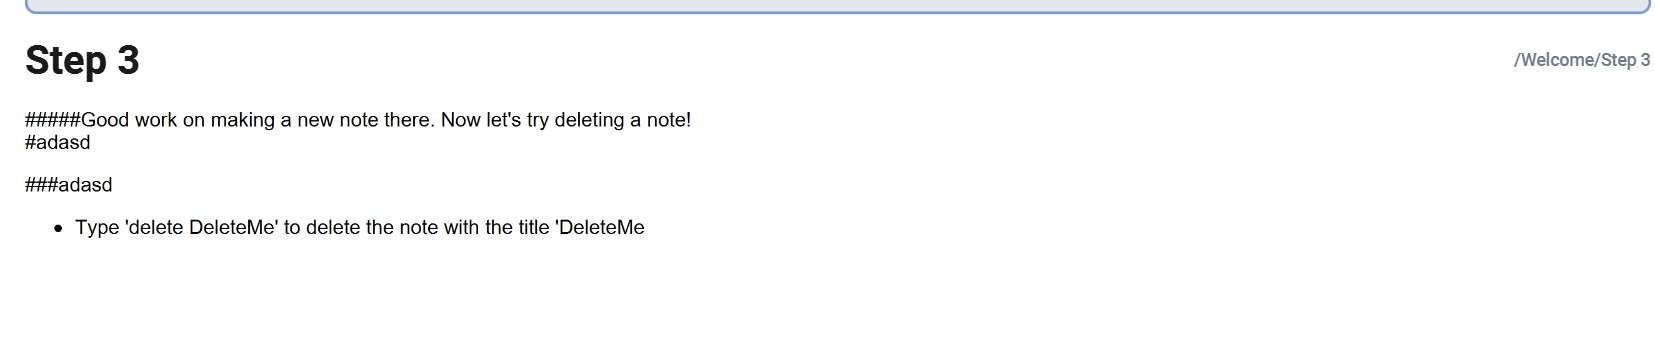 Step 3
/Welcome/Step 3
#####Good work on making a new note there. Now let's try deleting a note!
#adasd
###adasd
• Type 'delete DeleteMe' to delete the note with the title 'DeleteMe